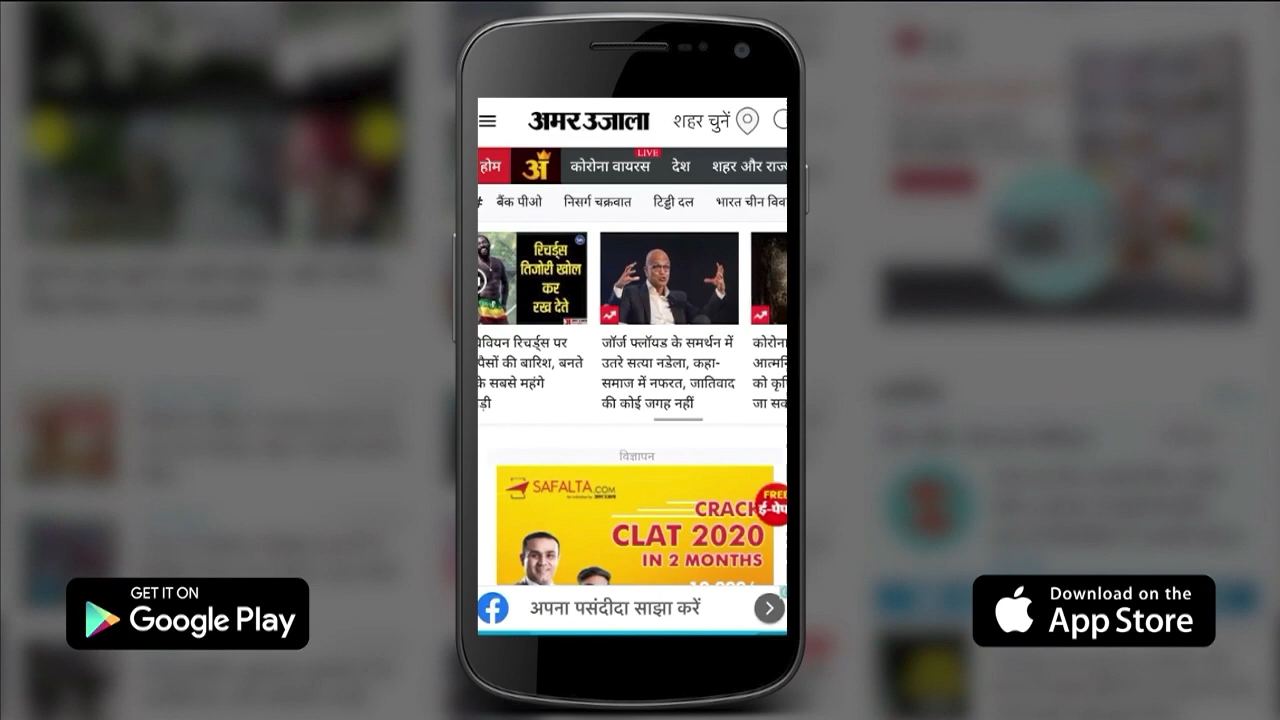 अमर उजाला
शहर चुनें
होम
अ
कोरोना वायरस
LIVE
देश
शहर और राज्
#
बैंक पीओ
निसर्ग चक्रवात
टिड्डी दल
भारत चीन विवा
रिचर्ड्स
तिजोरी खोल
कर
रख देते
वेवियन रिचर्ड्स पर
पैसों की बारिश, बनते
के सबसे महंगे
ड़ी
जॉर्ज फ्लॉयड के समर्थन में
उतरे सत्या नडेला, कहा-
समाज में नफरत, जातिवाद
की कोई जगह नहीं
कोरोना
आत्मनि
को कृषि
जा सक
विज्ञापन
SAFALTA.COM
CRACK
CLAT 2020
IN 2 MONTHS
FREE
ई-पेप
अपना पसंदीदा साझा करें
GET IT ON
Google Play
Download on the
App Store